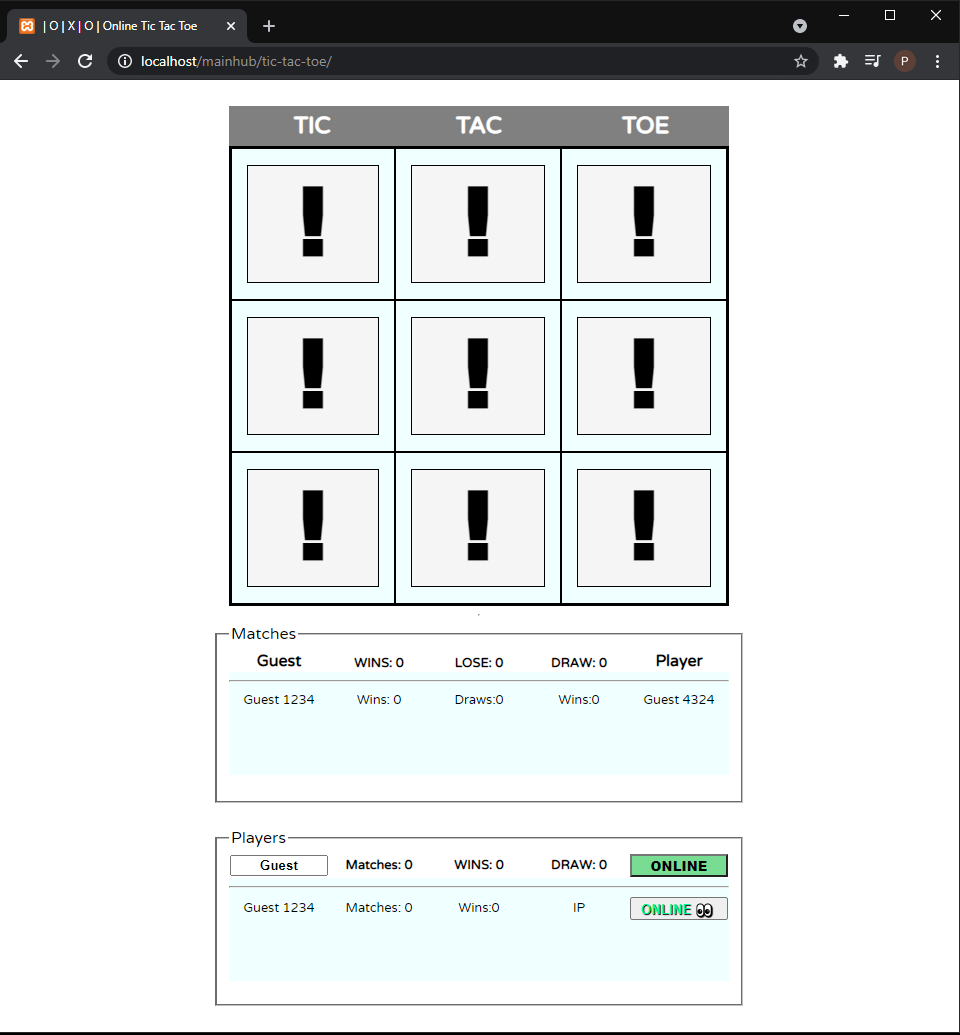 | O | X | O | Online Tic Tac Toe
localhost/mainhub/tic-tac-toe/
P
TIC TAC TOE
! ! !
! ! !
! ! !
.
Matches
Guest WINS: 0 LOSE: 0 DRAW: 0 Player
Guest 1234 Wins: 0 Draws:0 Wins:0 Guest 4324
Players
Guest Matches: 0 WINS: 0 DRAW: 0 ONLINE
Guest 1234 Matches: 0 Wins:0 IP ONLINE 👀